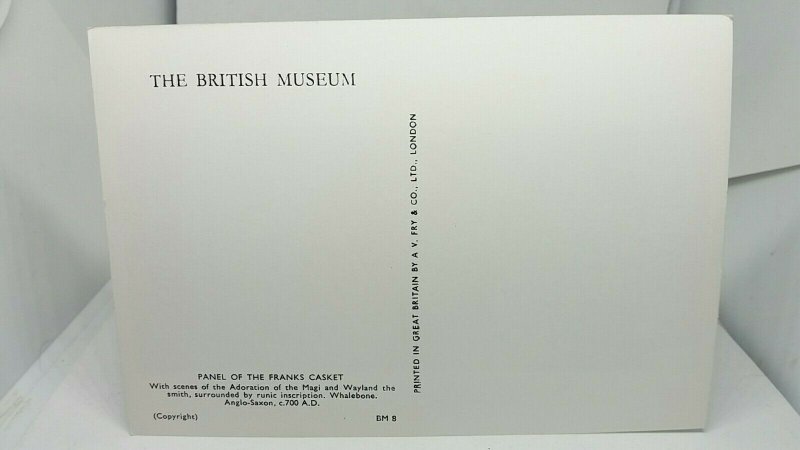 THE BRITISH MUSEUM
PANEL OF THE FRANKS CASKET
With scenes of the Adoration of the Magi and Wayland the
smith, surrounded by runic inscription. Whalebone.
Anglo-Saxon, c.700 A.D.
(Copyright)
BM 8
PRINTED IN GREAT BRITAIN BY A. V. FRY & CO., LTD., LONDON